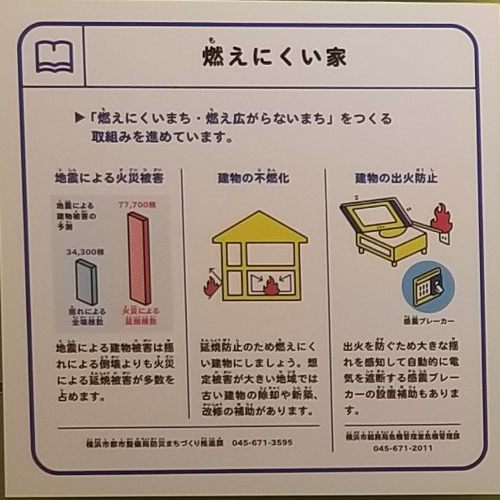 燃えにくい家
▶「燃えにくいまち・燃え広がらないまち」をつくる
取組みを進めています。
地震による火災被害
地震による
建物被害の
予測
77,700棟
34,300棟
揺れによる
全壊棟数
火災による
延焼棟数
地震による建物被害は揺
れによる倒壊よりも火災
による延焼被害が多数を
占めます。
建物の不燃化
延焼防止のため燃えにく
い建物にしましょう。想
定被害が大きい地域では
古い建物の除却や新築、
改修の補助があります。
建物の出火防止
感震ブレーカー
出火を防ぐため大きな揺
れを感知して自動的に電
気を遮断する感震ブレー
カーの設置補助もありま
す。
横浜市都市整備局防災まちづくり推進課 045-671-3595
横浜市総務局危機管理室危機管理課
045-671-2011